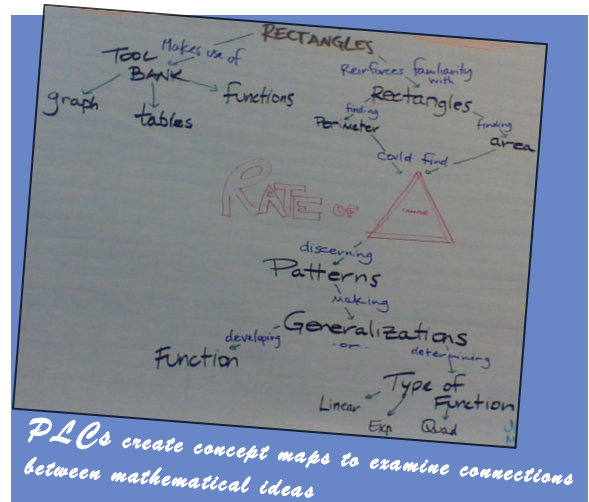 RECTANGLES
Makes use of
TOOL
BANK
graph
tables
functions
Reinforces familiarity
with
Rectangles
finding
Perimeter
finding
area
could find
RATE OF
CHANGE
discerning
Patterns
making
Generalizations
developing
-or-
determining
Function
Type of
Function
Linear
Exp
Quad
PLCs create concept maps to examine connections
between mathematical ideas